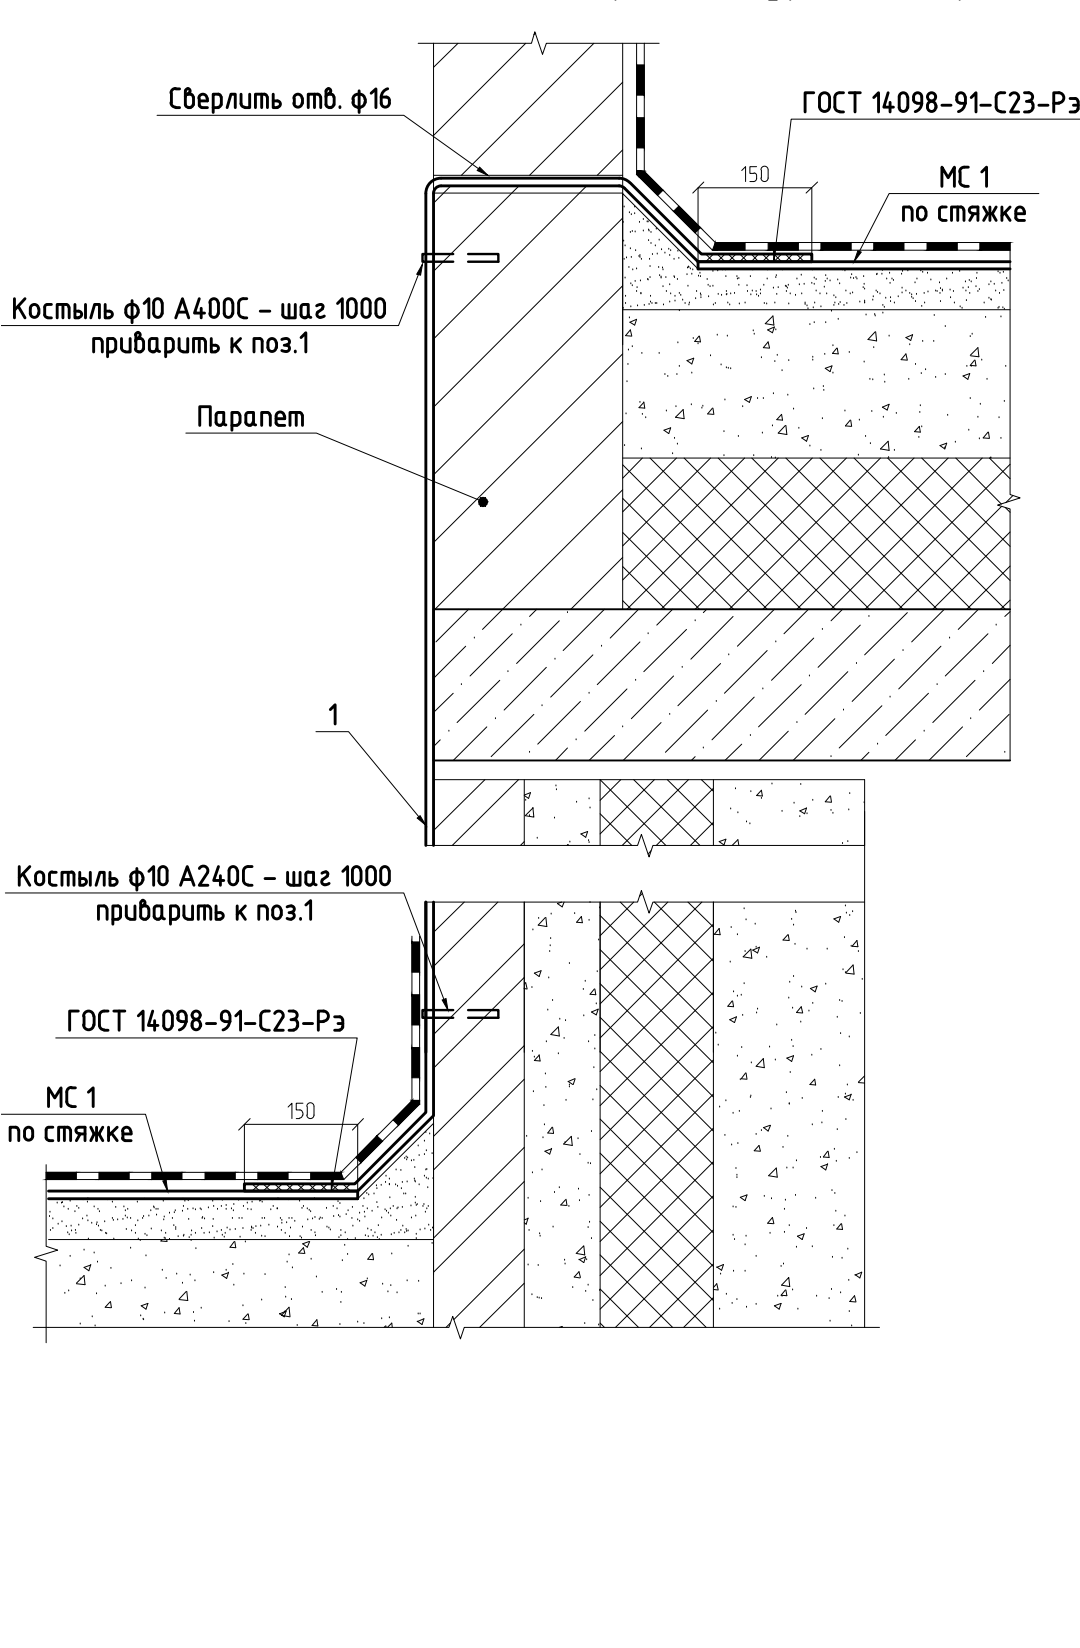 Сверлить отв. ф16
ГОСТ 14098-91-С23-Рэ
150
МС 1
по стяжке
Костыль ф10 А400С – шаг 1000
приварить к поз.1
Парапет
1
Костыль ф10 А240С – шаг 1000
приварить к поз.1
ГОСТ 14098-91-С23-Рэ
МС 1
по стяжке
150